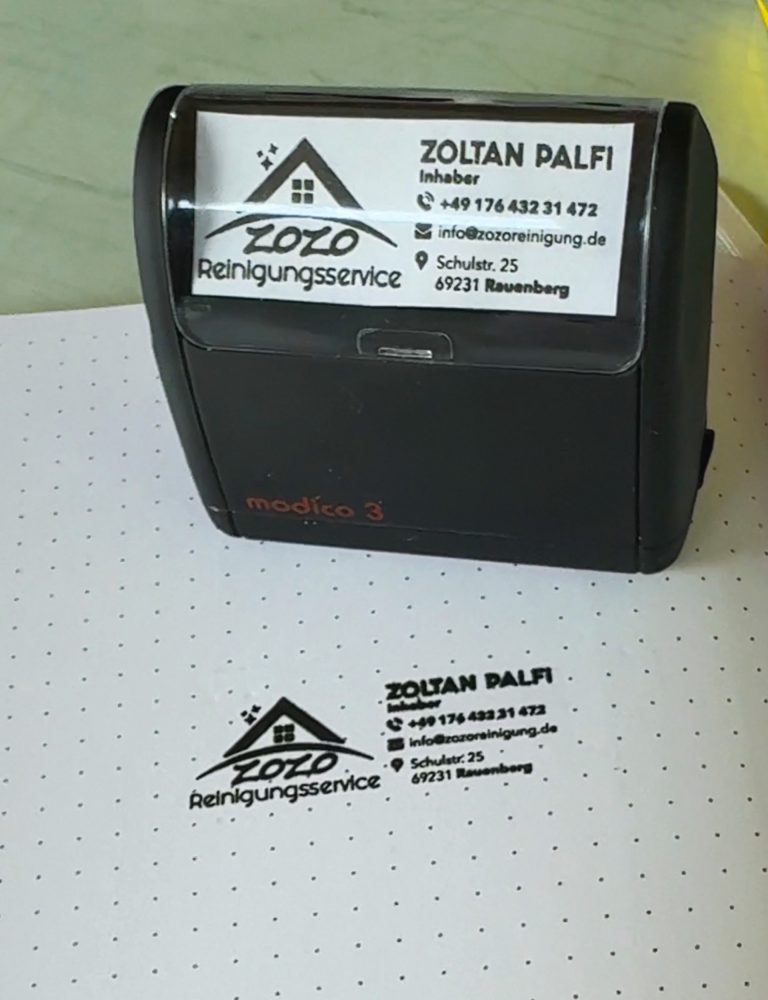 ZOZO
Reinigungsservice
ZOLTAN PALFI
Inhaber
+49 176 432 31 472
info@zozoreinigung.de
Schulstr. 25
69231 Rauenberg
modico 3
ZOZO
Reinigungsservice
ZOLTAN PALFI
Inhaber
+49 176 432 31 472
info@zozoreinigung.de
Schulstr. 25
69231 Rauenberg